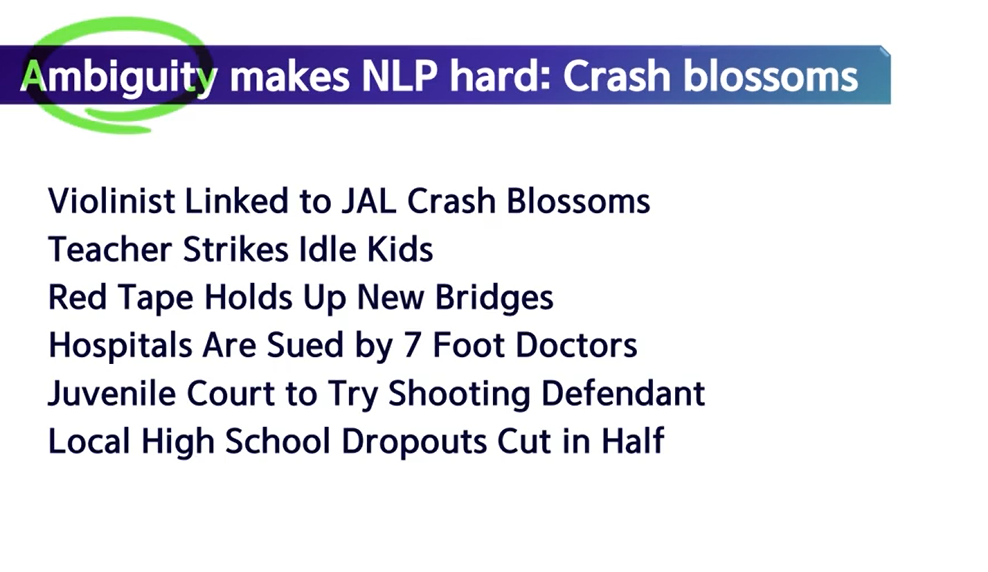 Ambiguity makes NLP hard: Crash blossoms
Violinist Linked to JAL Crash Blossoms
Teacher Strikes Idle Kids
Red Tape Holds Up New Bridges
Hospitals Are Sued by 7 Foot Doctors
Juvenile Court to Try Shooting Defendant
Local High School Dropouts Cut in Half